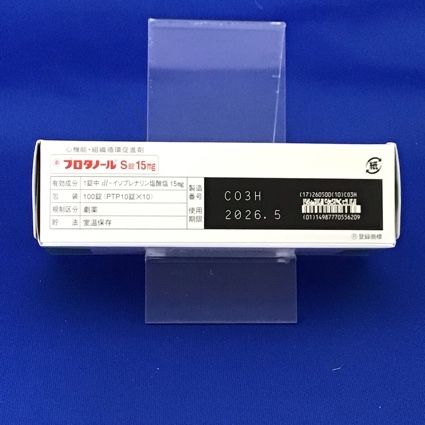 心機能・組織循環促進剤
プロタノール S錠15mg
有効成分 1錠中 dl-イソプレナリン塩酸塩 15mg
包装 100錠(PTP10錠×10)
規制区分 劇薬
貯法 室温保存
製造番号 C03H
使用期限 2026.5
(17)260500(10)C03H
(01)14987770556209
紙
登録商標